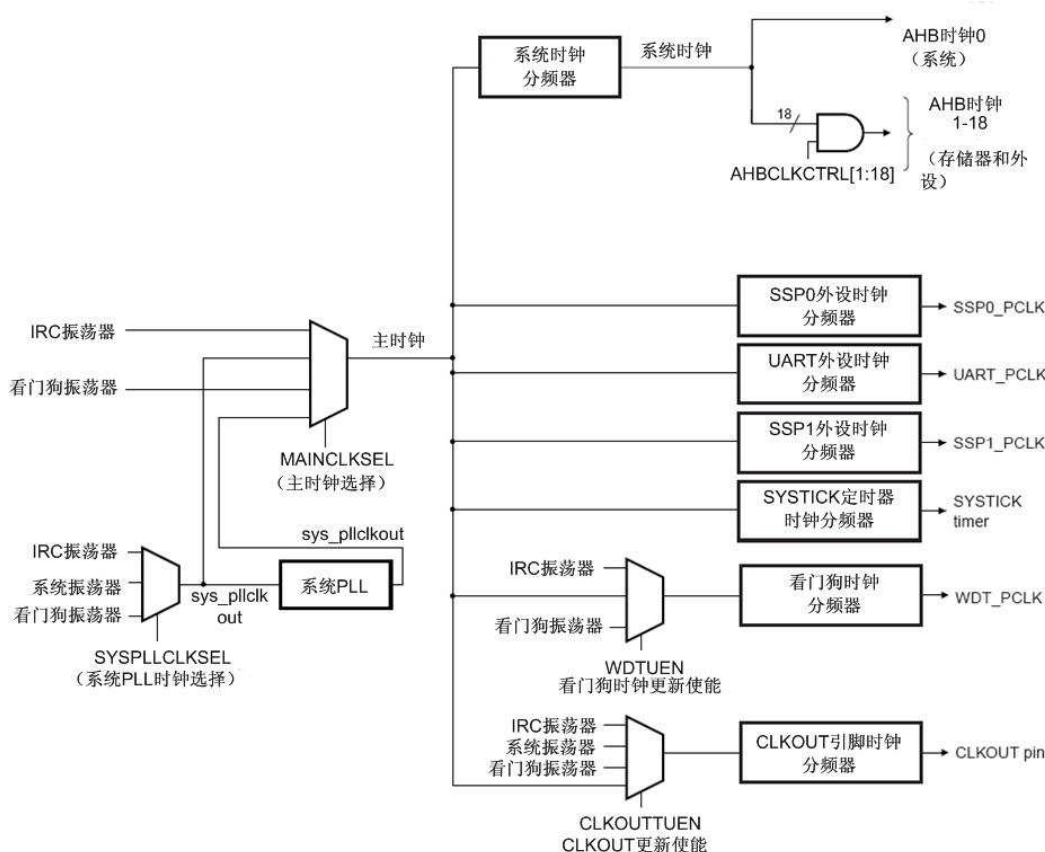 系统时钟
分频器
系统时钟
AHB时钟0
（系统）
18
AHB时钟
1-18
（存储器和外
设）
AHBCLKCTRL[1:18]
IRC振荡器
看门狗振荡器
主时钟
MAINCLKSEL
（主时钟选择）
SSP0外设时钟
分频器
SSP0_PCLK
UART外设时钟
分频器
UART_PCLK
SSP1外设时钟
分频器
SSP1_PCLK
SYSTICK定时器
时钟分频器
SYSTICK
timer
sys_pllclkout
IRC振荡器
系统振荡器
看门狗振荡器
sys_pllclk
out
系统PLL
SYSPLLCLKSEL
（系统PLL时钟选择）
IRC振荡器
看门狗振荡器
WDTUEN
看门狗时钟更新使能
看门狗时钟
分频器
WDT_PCLK
IRC振荡器
系统振荡器
看门狗振荡器
CLKOUTTUEN
CLKOUT更新使能
CLKOUT引脚时钟
分频器
CLKOUT pin